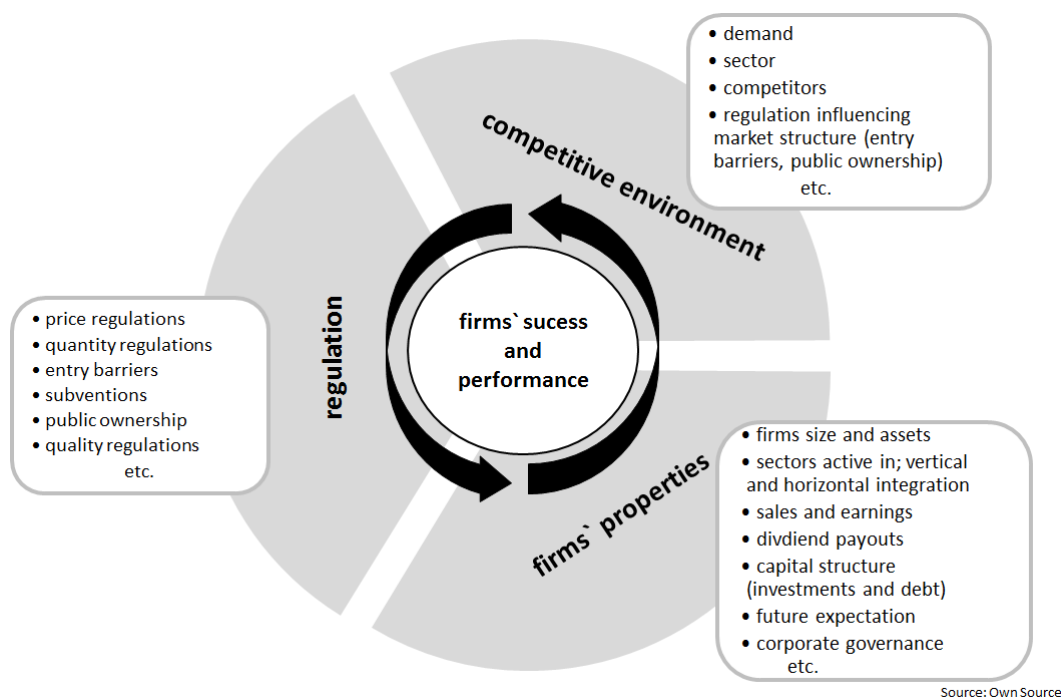 • demand
• sector
• competitors
• regulation influencing
market structure (entry
barriers, public ownership)
etc.
competitive environment
• price regulations
• quantity regulations
• entry barriers
• subventions
• public ownership
• quality regulations
etc.
regulation
firms` sucess
and
performance
firms` properties
• firms size and assets
• sectors active in; vertical
and horizontal integration
• sales and earnings
• divdiend payouts
• capital structure
(investments and debt)
• future expectation
• corporate governance
etc.
Source: Own Source